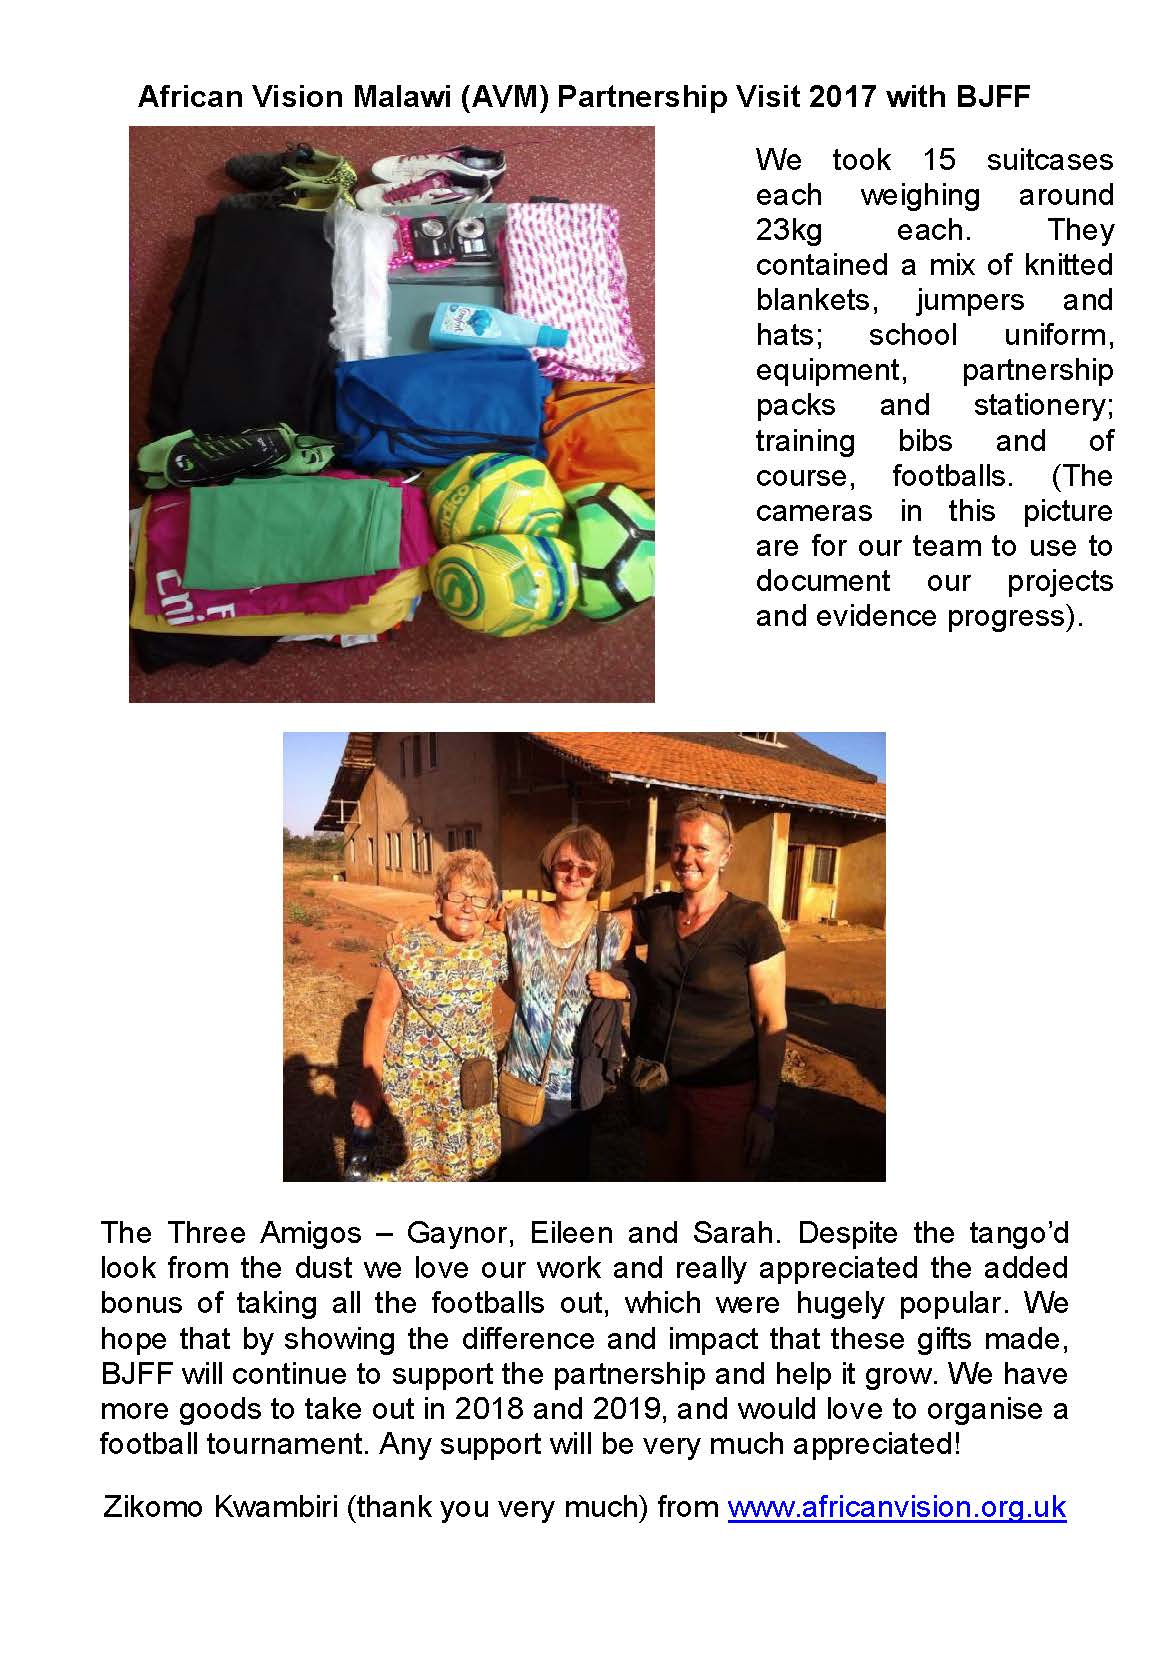 African Vision Malawi (AVM) Partnership Visit 2017 with BJFF
We took 15 suitcases
each weighing around
23kg each. They
contained a mix of knitted
blankets, jumpers and
hats; school uniform,
equipment, partnership
packs and stationery;
training bibs and of
course, footballs. (The
cameras in this picture
are for our team to use to
document our projects
and evidence progress).
Comfort
The Three Amigos – Gaynor, Eileen and Sarah. Despite the tango’d
look from the dust we love our work and really appreciated the added
bonus of taking all the footballs out, which were hugely popular. We
hope that by showing the difference and impact that these gifts made,
BJFF will continue to support the partnership and help it grow. We have
more goods to take out in 2018 and 2019, and would love to organise a
football tournament. Any support will be very much appreciated!
Zikomo Kwambiri (thank you very much) from www.africanvision.org.uk